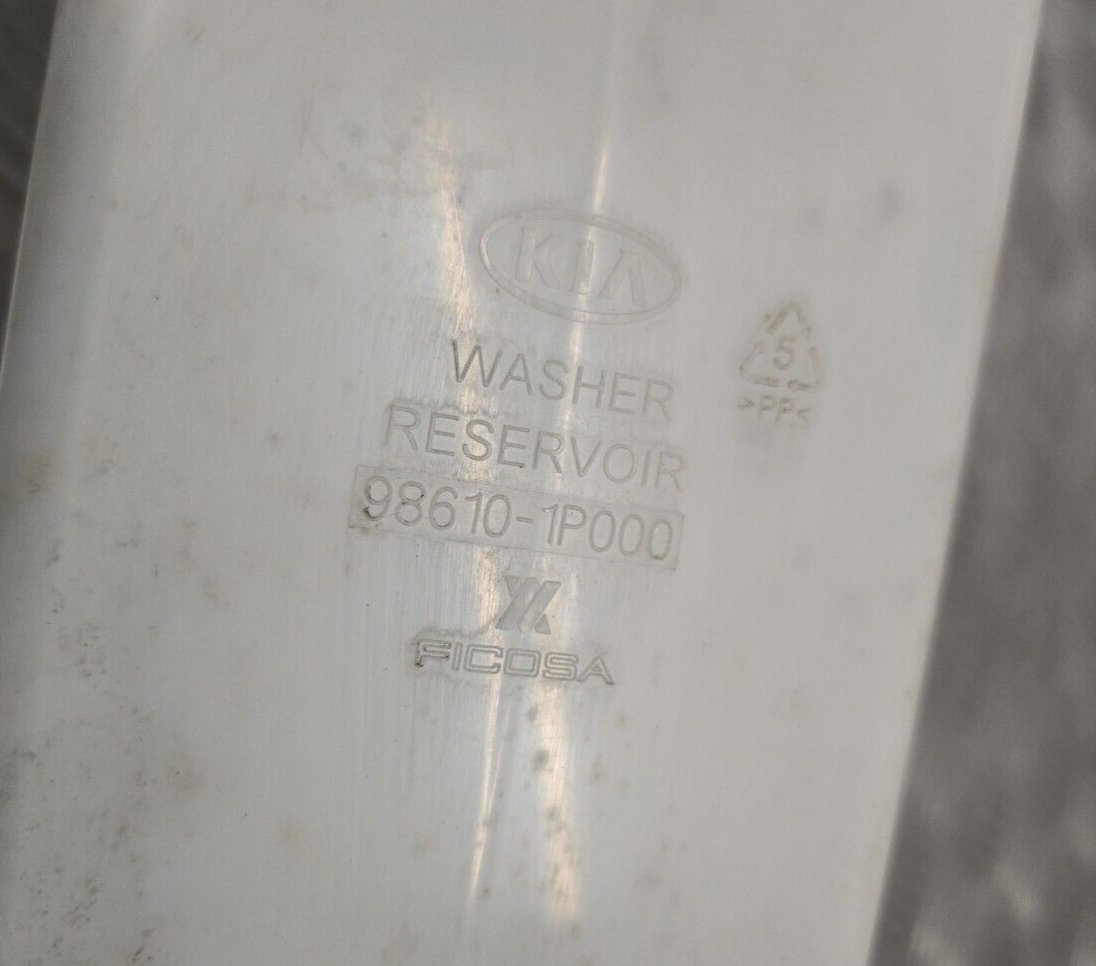 KIA
WASHER
RESERVOIR
98610-1P000
FICOSA
5
>PP<